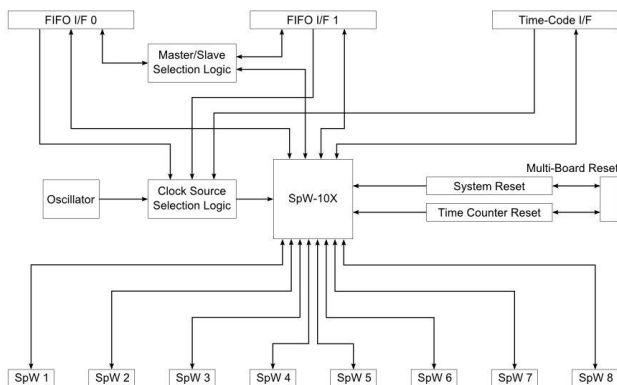 FIFO I/F 0
FIFO I/F 1
Time-Code I/F
Master/Slave
Selection Logic
Multi-Board Reset
Oscillator
Clock Source
Selection Logic
SpW-10X
System Reset
Time Counter Reset
SpW 1
SpW 2
SpW 3
SpW 4
SpW 5
SpW 6
SpW 7
SpW 8